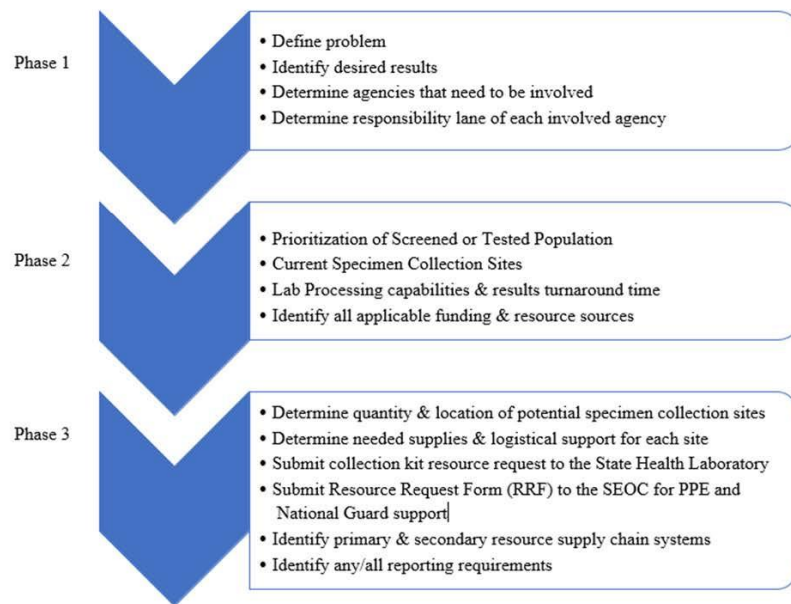 Phase 1
• Define problem
• Identify desired results
• Determine agencies that need to be involved
• Determine responsibility lane of each involved agency
Phase 2
• Prioritization of Screened or Tested Population
• Current Specimen Collection Sites
• Lab Processing capabilities & results turnaround time
• Identify all applicable funding & resource sources
Phase 3
• Determine quantity & location of potential specimen collection sites
• Determine needed supplies & logistical support for each site
• Submit collection kit resource request to the State Health Laboratory
• Submit Resource Request Form (RRF) to the SEOC for PPE and
National Guard support
• Identify primary & secondary resource supply chain systems
• Identify any/all reporting requirements